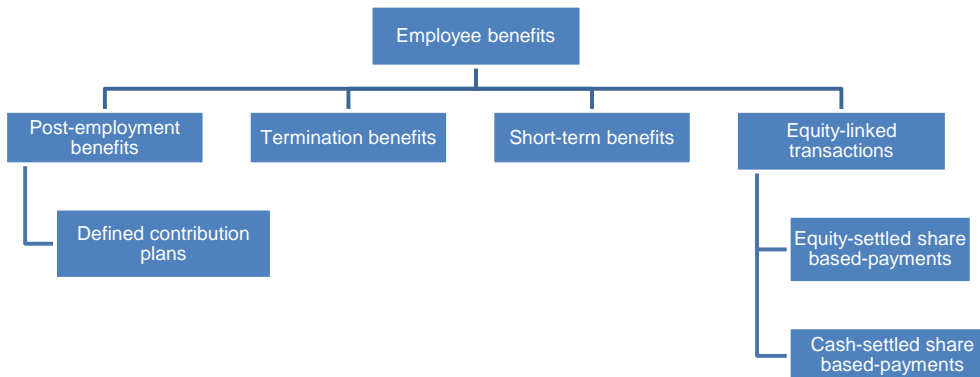 Employee benefits
Post-employment
benefits
Termination benefits
Short-term benefits
Equity-linked
transactions
Defined contribution
plans
Equity-settled share
based-payments
Cash-settled share
based-payments